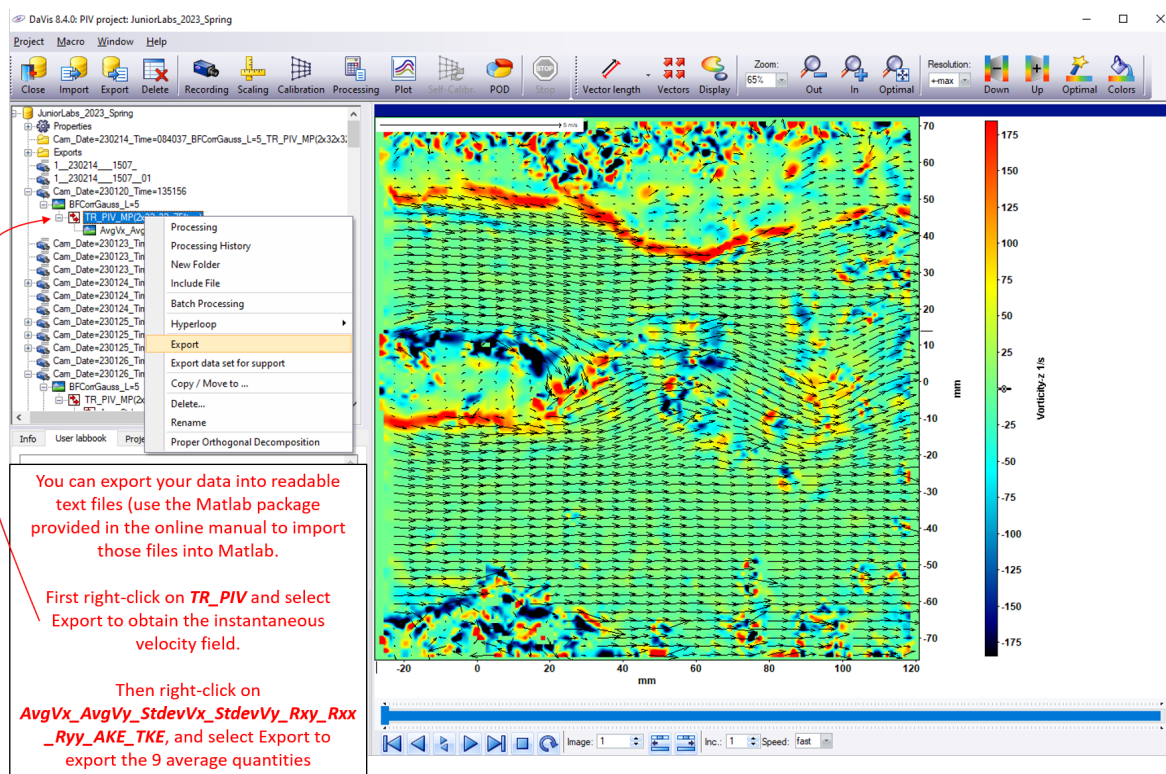 DaVis 8.4.0: PIV project: JuniorLabs_2023_Spring
Project Macro Window Help
Close Import Export Delete Recording Scaling Calibration Processing Plot Self-Calibr. POD Stop Vector length Vectors Display Zoom: 65% Out In Optimal Resolution: +-max Down Up Optimal Colors
STOP
JuniorLabs_2023_Spring
Properties
Cam_Date=230214_Time=084037_BFCorrGauss_L=5_TR_PIV_MP(2x32x32
Exports
1__230214___1507_
1__230214___1507__01
Cam_Date=230120_Time=135156
BFCorrGauss_L=5
TR_PIV_MP(2x
AvgVx_Avg
Cam_Date=230123_Tim
Cam_Date=230123_Tim
Cam_Date=230123_Tim
Cam_Date=230124_Tim
Cam_Date=230124_Tim
Cam_Date=230124_Tim
Cam_Date=230125_Tim
Cam_Date=230125_Tim
Cam_Date=230125_Tim
Cam_Date=230126_Tim
Cam_Date=230126_Tim
BFCorrGauss_L=5
TR_PIV_MP(2x
Processing
Processing History
New Folder
Include File
Batch Processing
Hyperloop
Export
Export data set for support
Copy / Move to ...
Delete...
Rename
Proper Orthogonal Decomposition
Info User labbook Proje
You can export your data into readable
text files (use the Matlab package
provided in the online manual to import
those files into Matlab.
First right-click on TR_PIV and select
Export to obtain the instantaneous
velocity field.
Then right-click on
AvgVx_AvgVy_StdevVx_StdevVy_Rxy_Rxx
_Ryy_AKE_TKE, and select Export to
export the 9 average quantities
5 m/s
70
60
50
40
30
20
10
0
-10
-20
-30
-40
-50
-60
-70
mm
-20 0 20 40 60 80 100 120
mm
175
150
125
100
75
50
25
0
-25
-50
-75
-100
-125
-150
-175
Vorticity-z 1/s
Image: 1 Inc.: 1 Speed: fast